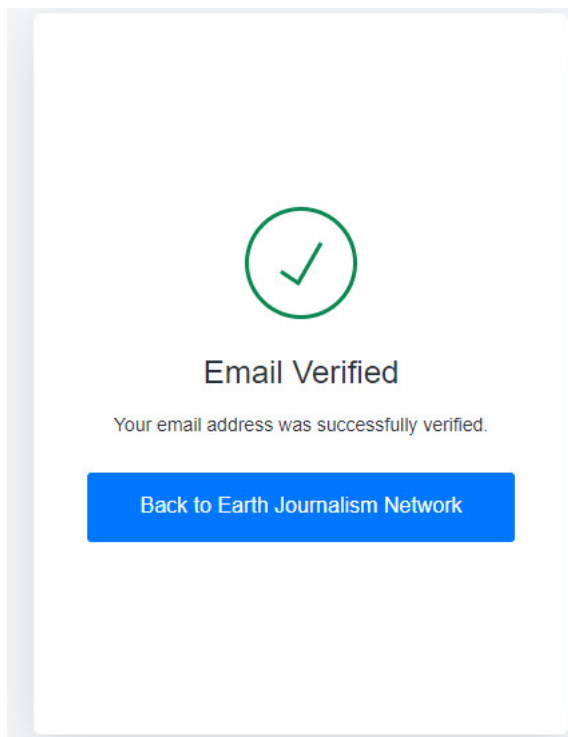 Email Verified
Your email address was successfully verified.
Back to Earth Journalism Network